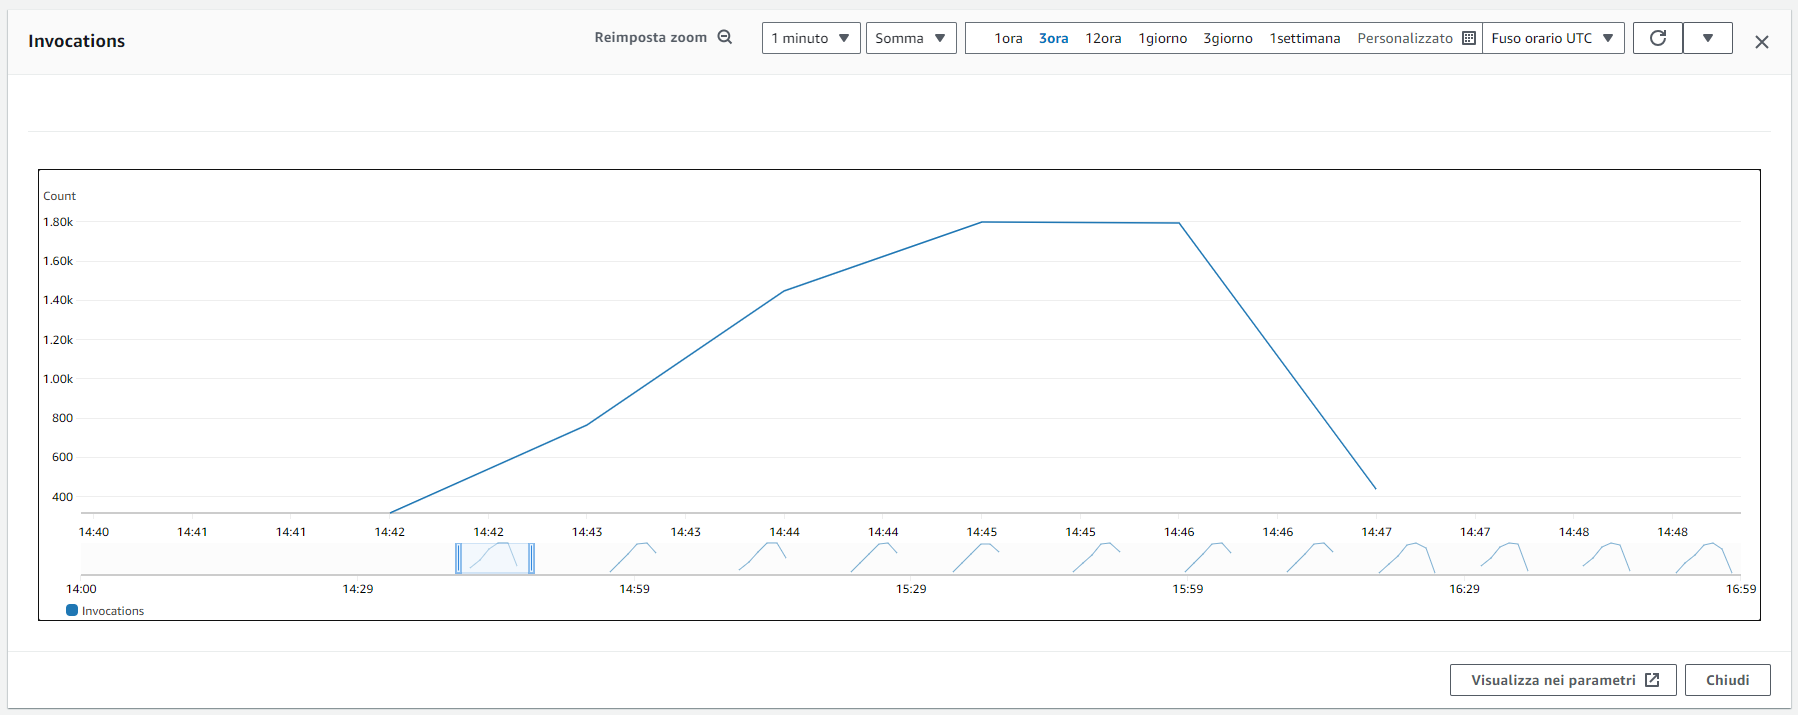 Invocations
Reimposta zoom
1 minuto
Somma
1ora 3ora 12ora 1giorno 3giorno 1settimana Personalizzato
Fuso orario UTC
Count
1.80k
1.60k
1.40k
1.20k
1.00k
800
600
400
14:40 14:41 14:41 14:42 14:42 14:43 14:43 14:44 14:44 14:45 14:45 14:46 14:46 14:47 14:47 14:48 14:48
14:00 14:29 14:59 15:29 15:59 16:29 16:59
Invocations
Visualizza nei parametri
Chiudi